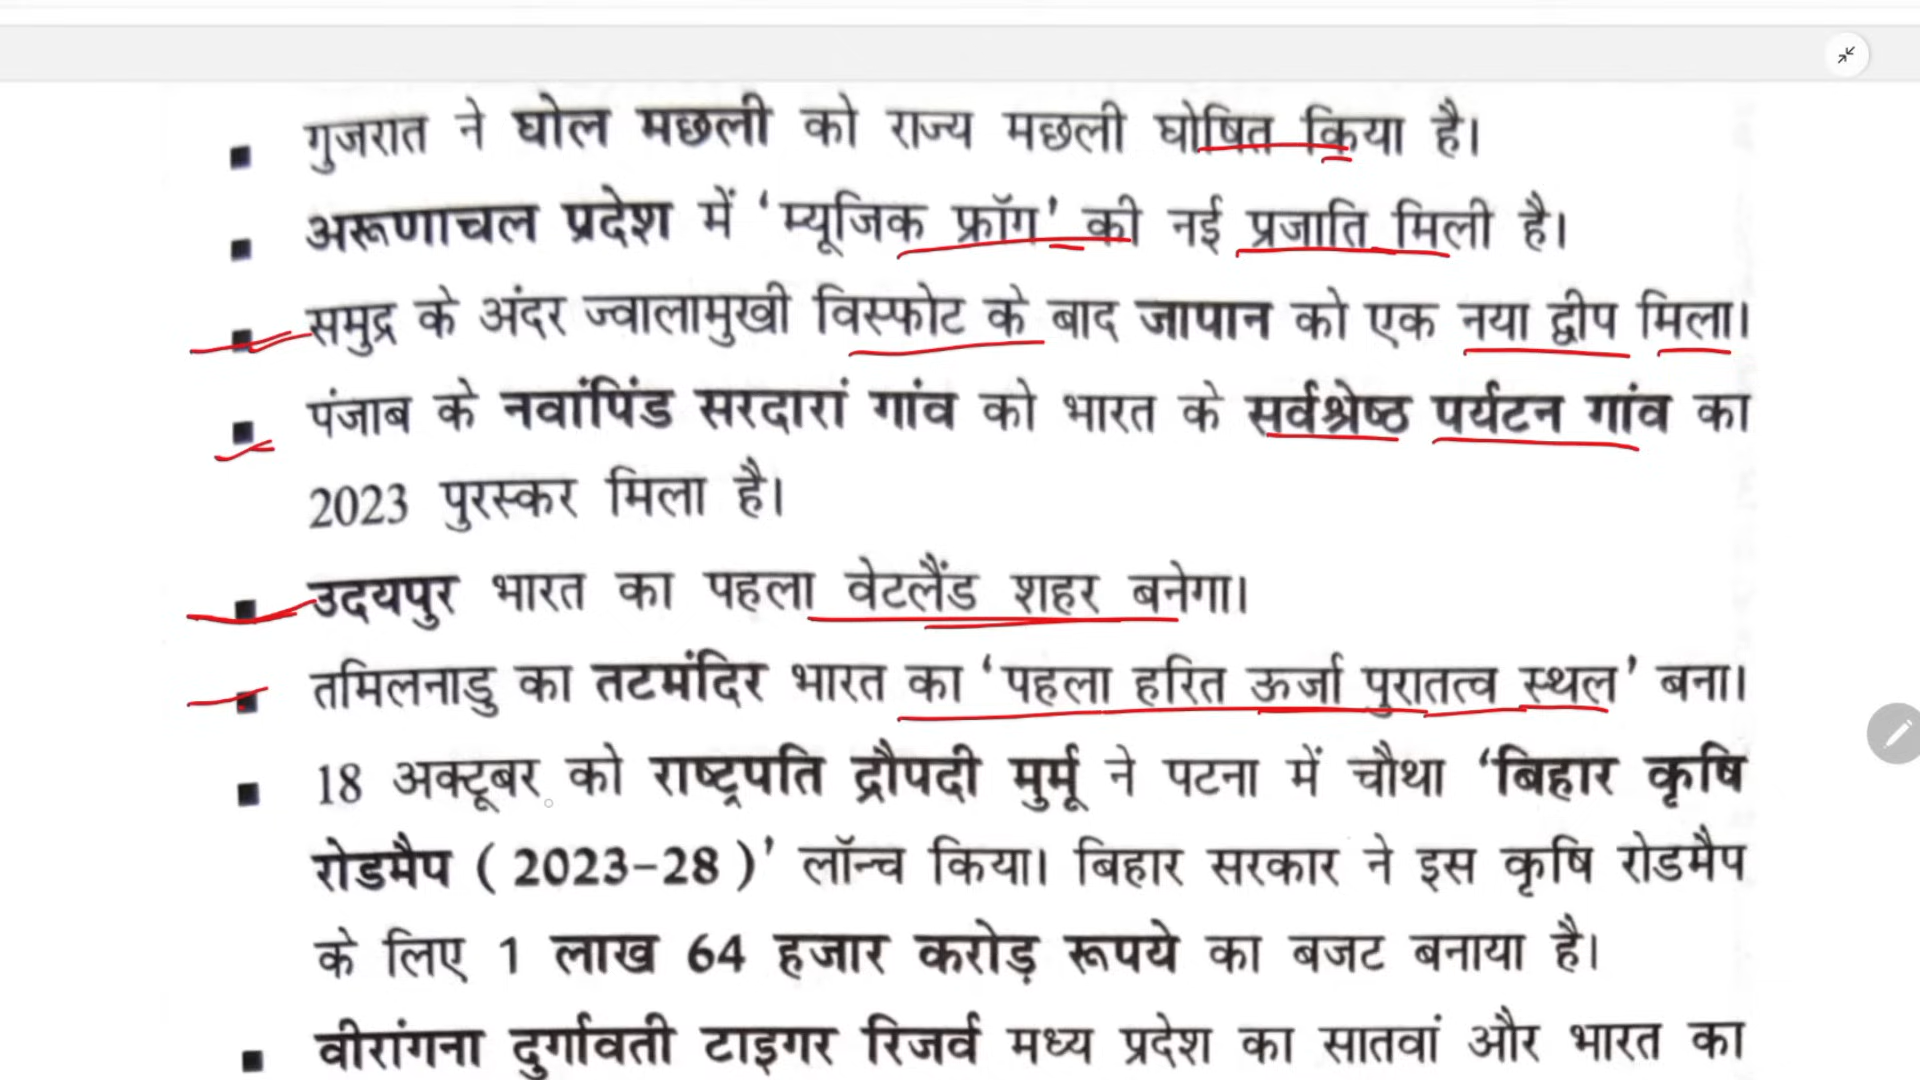 गुजरात ने घोल मछली को राज्य मछली घोषित किया है।
अरूणाचल प्रदेश में ‘म्यूजिक फ्रॉग’ की नई प्रजाति मिली है।
समुद्र के अंदर ज्वालामुखी विस्फोट के बाद जापान को एक नया द्वीप मिला।
पंजाब के नवांपिंड सरदारां गांव को भारत के सर्वश्रेष्ठ पर्यटन गांव का
2023 पुरस्कर मिला है।
उदयपुर भारत का पहला वेटलैंड शहर बनेगा।
तमिलनाडु का तटमंदिर भारत का ‘पहला हरित ऊर्जा पुरातत्व स्थल’ बना।
18 अक्टूबर को राष्ट्रपति द्रौपदी मुर्मू ने पटना में चौथा ‘बिहार कृषि
रोडमैप (2023-28)’ लॉन्च किया। बिहार सरकार ने इस कृषि रोडमैप
के लिए 1 लाख 64 हजार करोड़ रूपये का बजट बनाया है।
वीरांगना दुर्गावती टाइगर रिजर्व मध्य प्रदेश का सातवां और भारत का